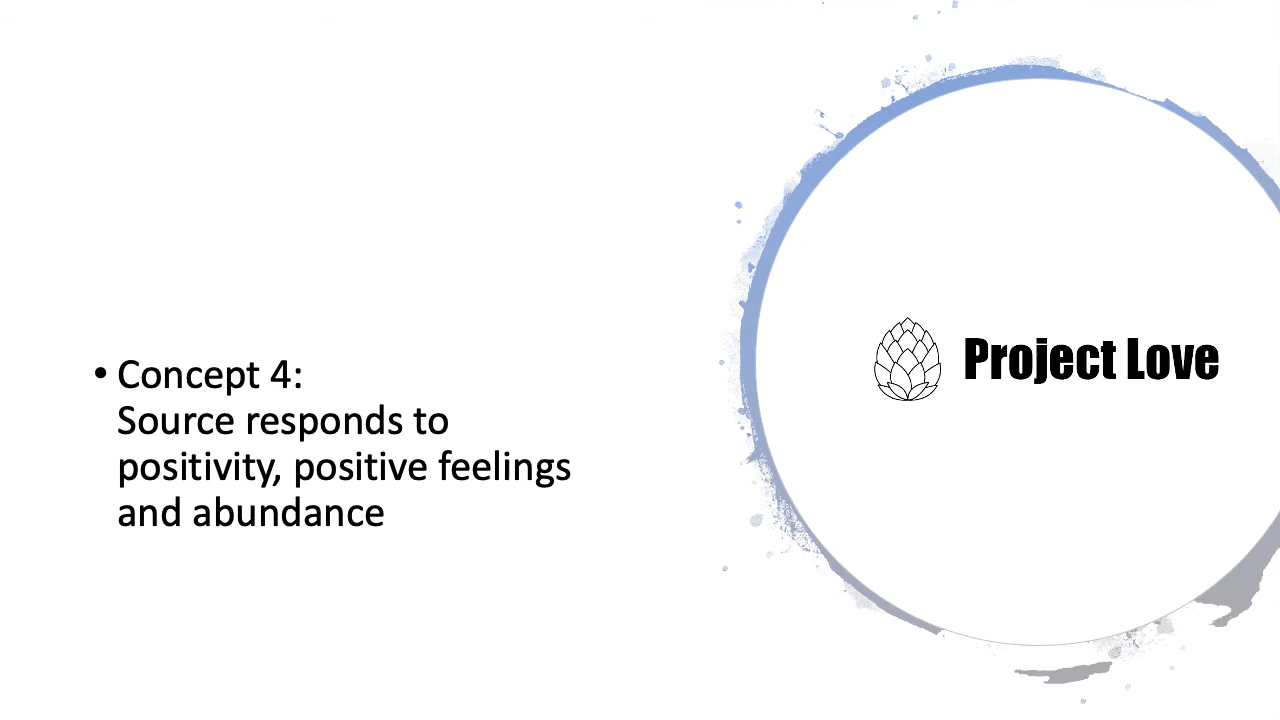 • Concept 4:
Source responds to
positivity, positive feelings
and abundance
Project Love